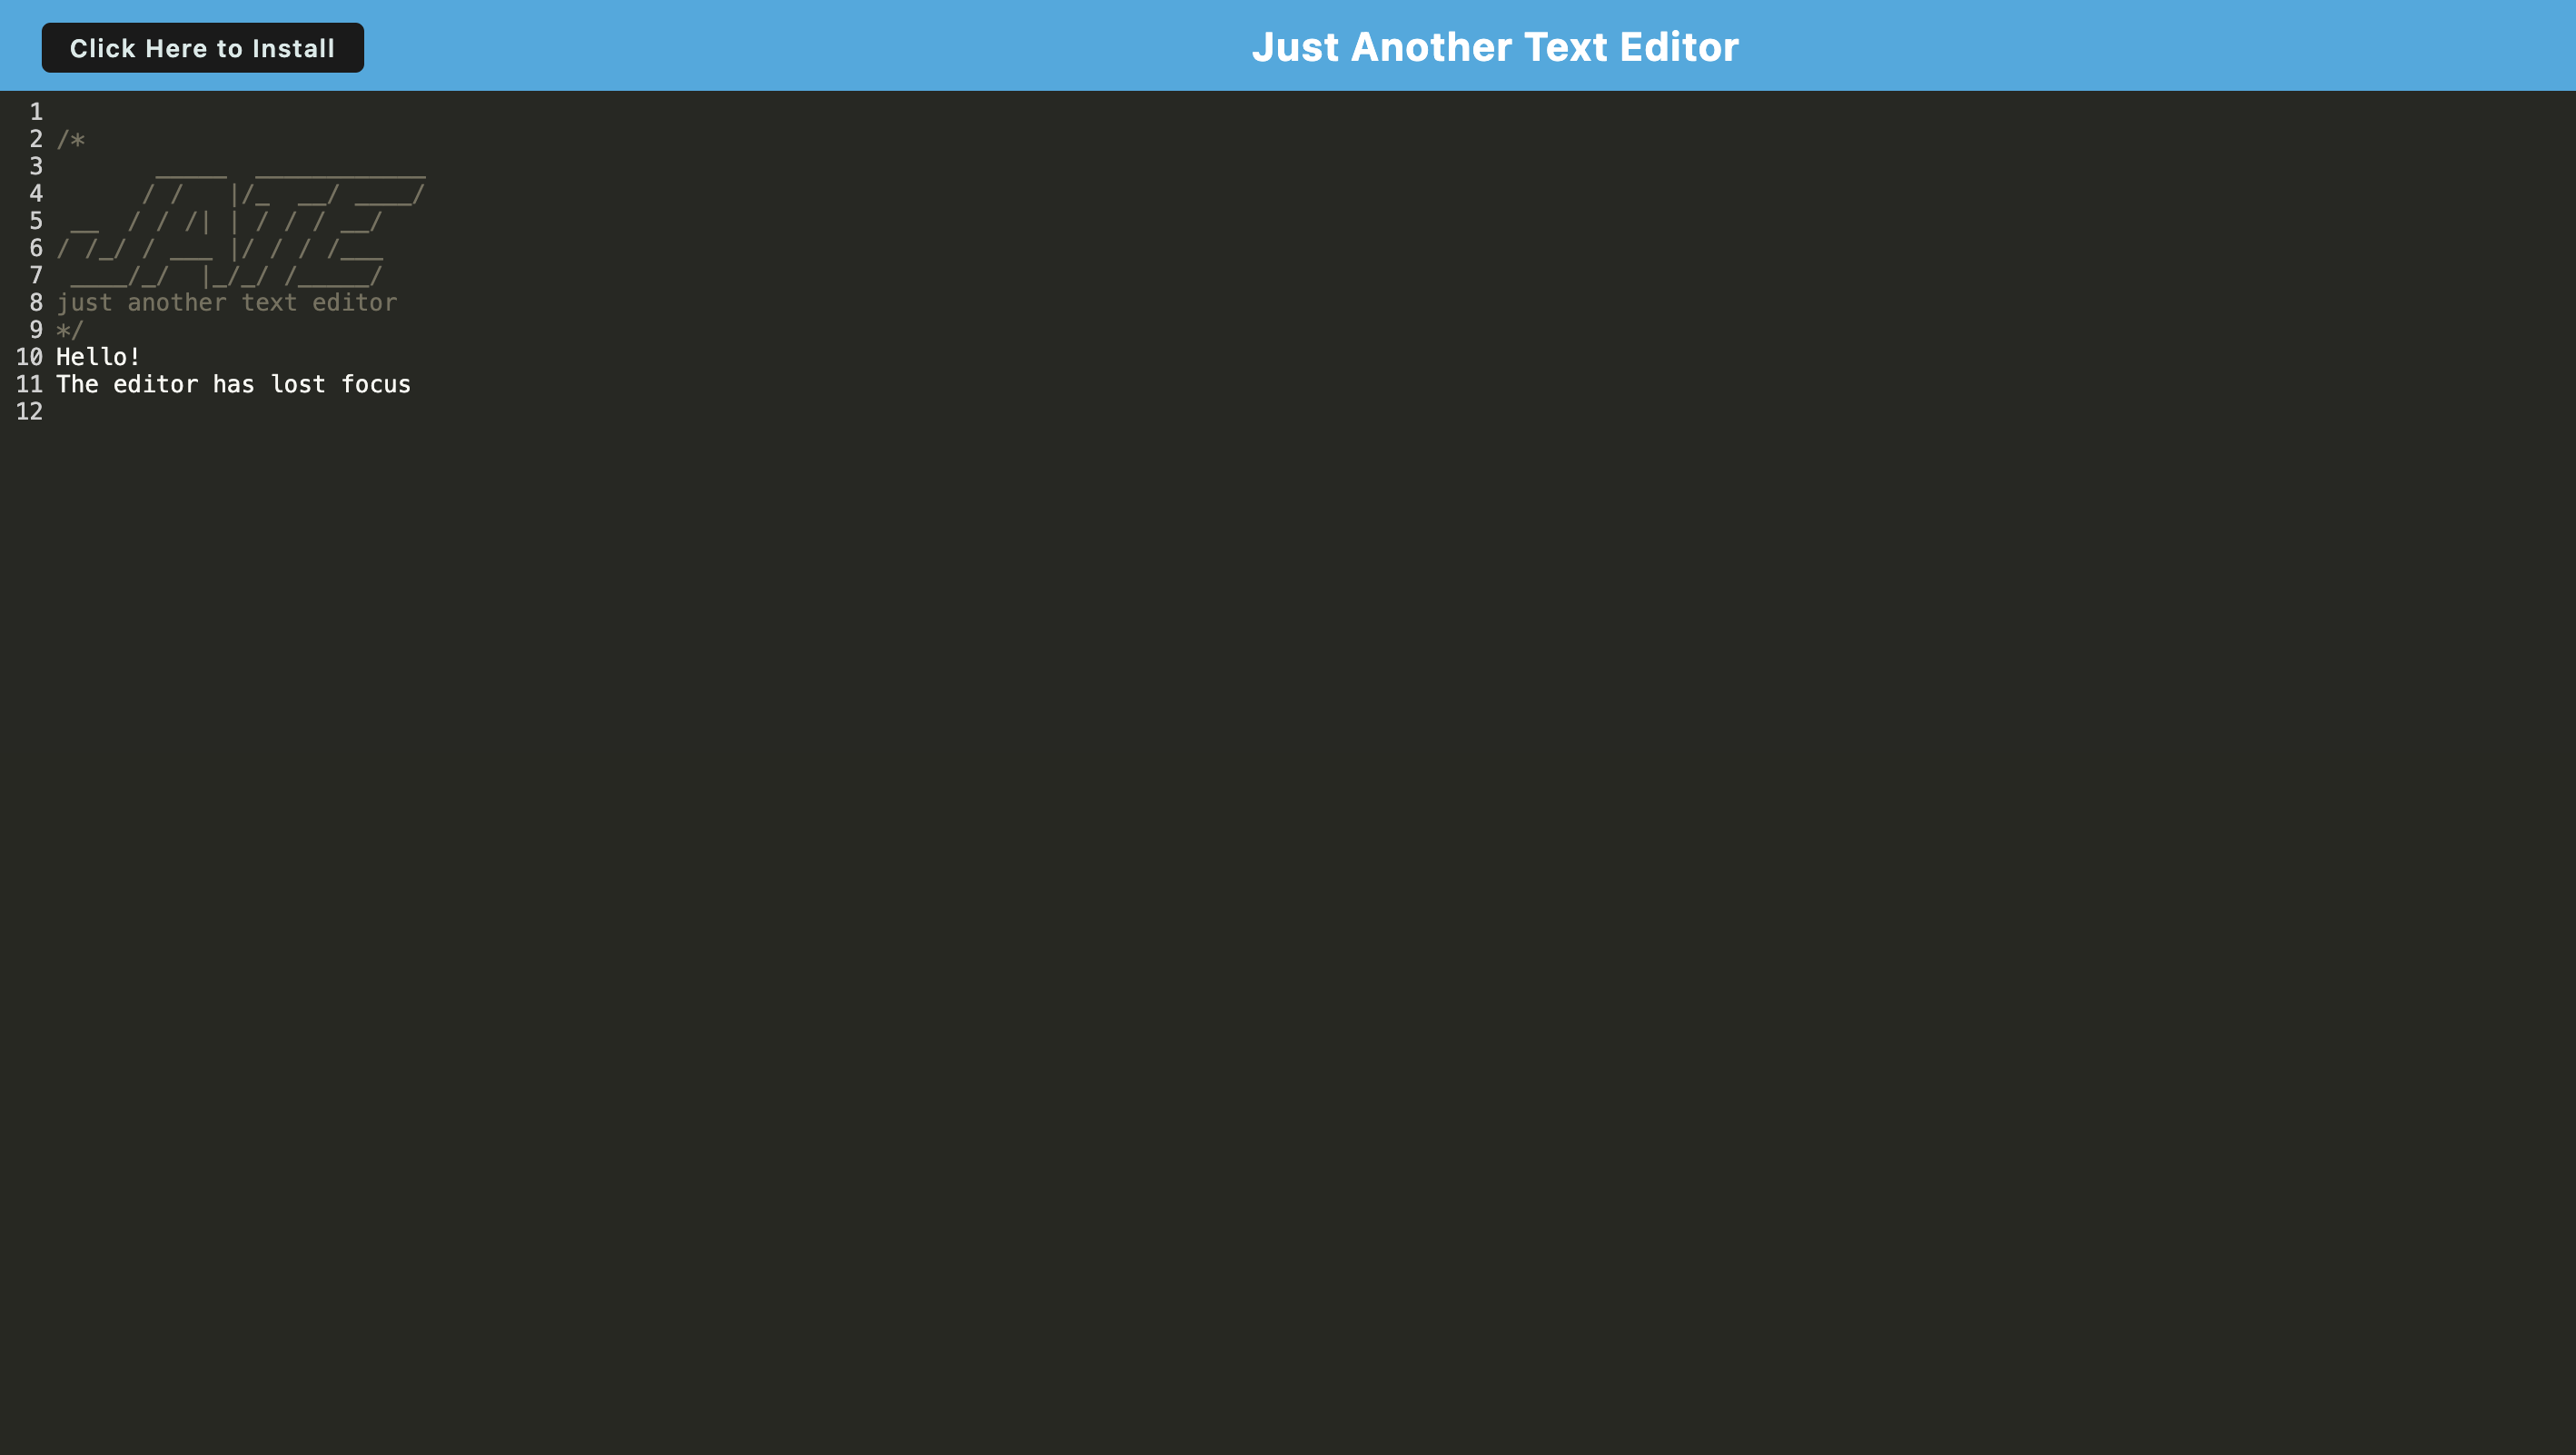 Click Here to Install
Just Another Text Editor
1
2 /*
3        _____  ____________
4       / /   |/_  __/ ____/
5  __  / / /| | / / / __/
6 / /_/ / ___ |/ / / /___
7  ____/_/  |_/_/ /_____/
8 just another text editor
9 */
10 Hello!
11 The editor has lost focus
12